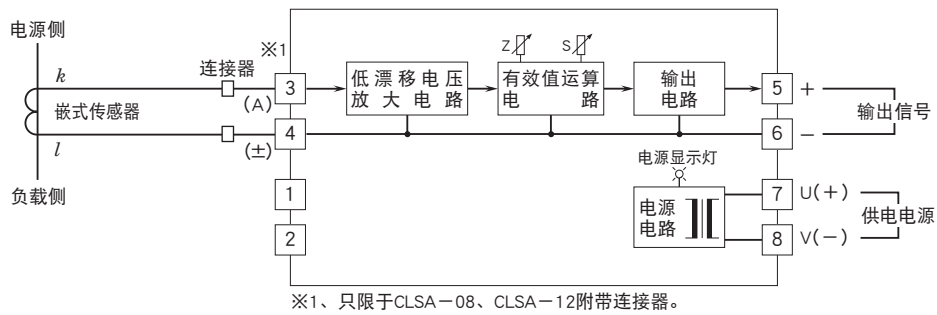 电源侧
k
嵌式传感器
l
负载侧
连接器
※1
3
(A)
4
(±)
1
2
低漂移电压
放大电路
Z
S
有效值运算
电路
输出
电路
5
+
6
−
输出信号
电源显示灯
电源
电路
7
U(+)
8
V(−)
供电电源
※1、只限于CLSA−08、CLSA−12附带连接器。